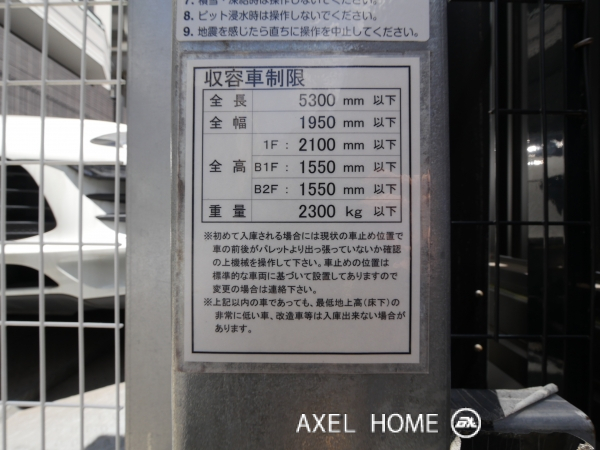 7. 積雪・凍結時は操作しないでください。
8. ピット浸水時は操作しないでください。
9. 地震を感じたら直ちに操作を中止してください。
収容車制限
全長 5300 mm 以下
全幅 1950 mm 以下
全高 1F : 2100 mm 以下
B1F : 1550 mm 以下
B2F : 1550 mm 以下
重量 2300 kg 以下
※初めて入庫される場合には現状の車止め位置で
車の前後がパレットより出っ張っていないか確認
の上機械を操作して下さい。車止めの位置は
標準的な車両に基づいて設置してありますので
変更の場合は連絡下さい。
※上記以内の車であっても、最低地上高(床下)の
非常に低い車、改造車等は入庫出来ない場合が
あります。
AXEL HOME